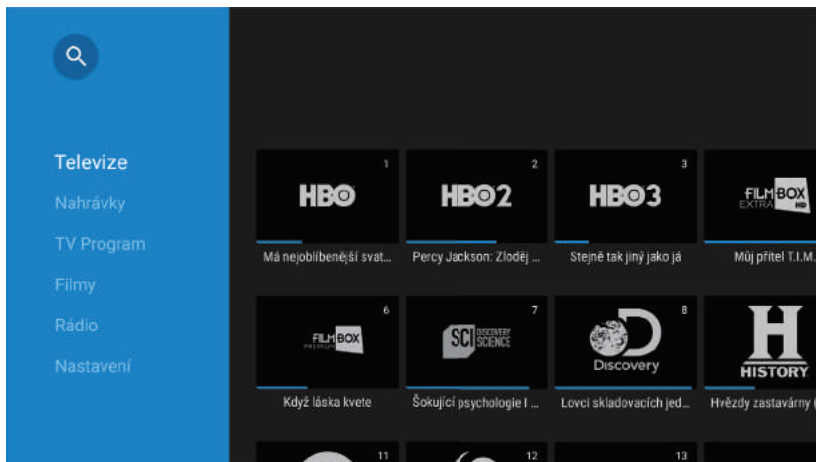 Televize
Nahrávky
TV Program
Filmy
Rádio
Nastavení
1
2
3
HBO
HBO2
HBO3
FILMBOX
EXTRA HD
Má nejoblíbenější svat...
Percy Jackson: Zloděj ...
Stejně tak jiný jako já
Můj přítel T.I.M.
6
7
8
FILMBOX
PREMIUM
SCI DISCOVERY
SCIENCE
Discovery
H
HISTORY
Když láska kvete
Šokující psychologie I ...
Lovci skladovacích jed...
Hvězdy zastavárny (
11
12
13